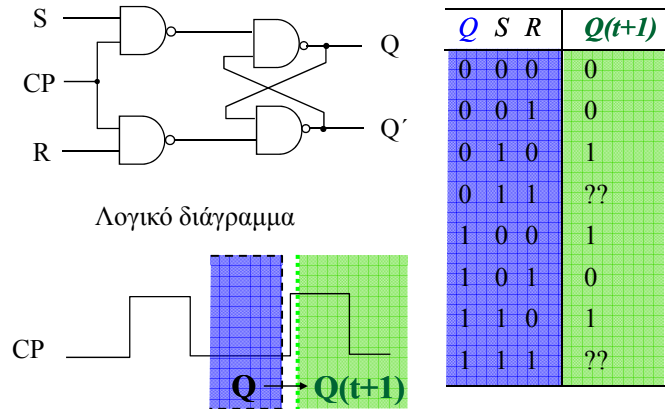 S
CP
R
Q
Q´
Λογικό διάγραμμα
CP
Q → Q(t+1)
Q S R Q(t+1)
0 0 0 0
0 0 1 0
0 1 0 1
0 1 1 ??
1 0 0 1
1 0 1 0
1 1 0 1
1 1 1 ??